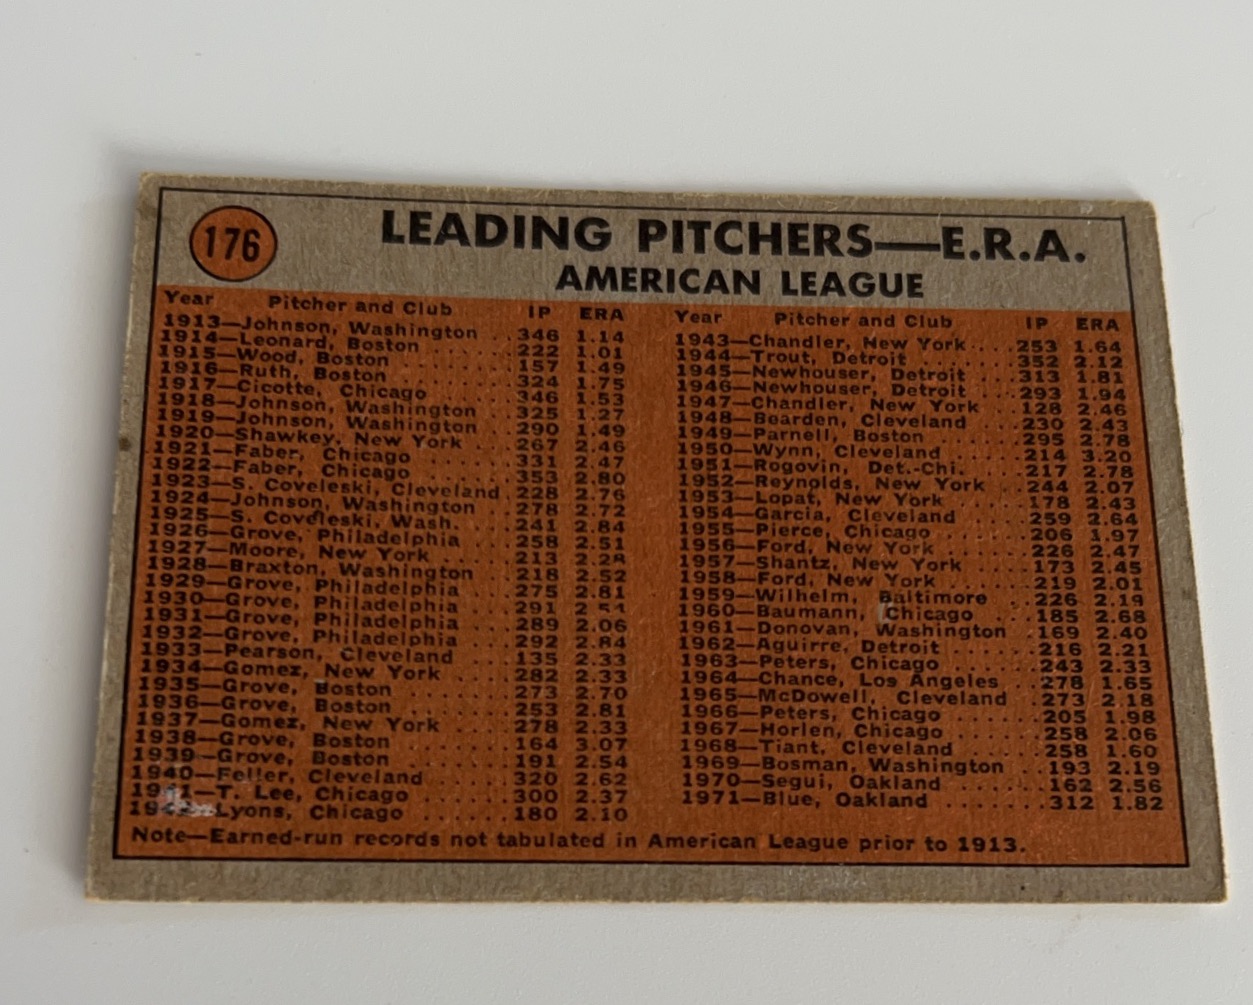 176
LEADING PITCHERS—E.R.A.
AMERICAN LEAGUE
Year Pitcher and Club IP ERA
1913—Johnson, Washington .. 346 1.14
1914—Leonard, Boston ...... 222 1.01
1915—Wood, Boston ........ 157 1.49
1916—Ruth, Boston ........ 324 1.75
1917—Cicotte, Chicago ..... 346 1.53
1918—Johnson, Washington .. 325 1.27
1919—Johnson, Washington .. 290 1.49
1920—Shawkey, New York ... 267 2.46
1921—Faber, Chicago ....... 331 2.47
1922—Faber, Chicago ....... 353 2.80
1923—S. Coveleski, Cleveland . 228 2.76
1924—Johnson, Washington .. 278 2.72
1925—S. Coveleski, Wash. .... 241 2.84
1926—Grove, Philadelphia .... 258 2.51
1927—Moore, New York ...... 213 2.28
1928—Braxton, Washington ... 218 2.52
1929—Grove, Philadelphia .... 275 2.81
1930—Grove, Philadelphia .... 291
1931—Grove, Philadelphia .... 289 2.06
1932—Grove, Philadelphia .... 292 2.84
1933—Pearson, Cleveland .... 135 2.33
1934—Gomez, New York ..... 282 2.33
1935—Grove, Boston ........ 273 2.70
1936—Grove, Boston ........ 253 2.81
1937—Gomez, New York ..... 278 2.33
1938—Grove, Boston ........ 164 3.07
1939—Grove, Boston ........ 191 2.54
1940—Feller, Cleveland ...... 320 2.62
T. Lee, Chicago ....... 300 2.37
Lyons, Chicago ...... 180 2.10
Year Pitcher and Club IP ERA
1943—Chandler, New York ... 253 1.64
1944—Trout, Detroit ....... 352 2.12
1945—Newhouser, Detroit ... 313 1.81
1946—Newhouser, Detroit ... 293 1.94
1947—Chandler, New York .. 128 2.46
1948—Bearden, Cleveland ... 230 2.43
1949—Parnell, Boston ...... 295 2.78
1950—Wynn, Cleveland ..... 214 3.20
1951—Rogovin, Det.-Chi. .... 217 2.78
1952—Reynolds, New York ... 244 2.07
1953—Lopat, New York ..... 178 2.43
1954—Garcia, Cleveland ..... 259 2.64
1955—Pierce, Chicago ...... 206 1.97
1956—Ford, New York ...... 226 2.47
1957—Shantz, New York .... 173 2.45
1958—Ford, New York ...... 219 2.01
1959—Wilhelm, Baltimore ... 226 2.19
1960—Baumann, Chicago .... 185 2.68
1961—Donovan, Washington .. 169 2.40
1962—Aguirre, Detroit ...... 216 2.21
1963—Peters, Chicago ...... 243 2.33
1964—Chance, Los Angeles .. 278 1.65
1965—McDowell, Cleveland .. 273 2.18
1966—Peters, Chicago ...... 205 1.98
1967—Horlen, Chicago ...... 258 2.06
1968—Tiant, Cleveland ...... 258 1.60
1969—Bosman, Washington .. 193 2.19
1970—Segui, Oakland ....... 162 2.56
1971—Blue, Oakland ........ 312 1.82
Note—Earned-run records not tabulated in American League prior to 1913.